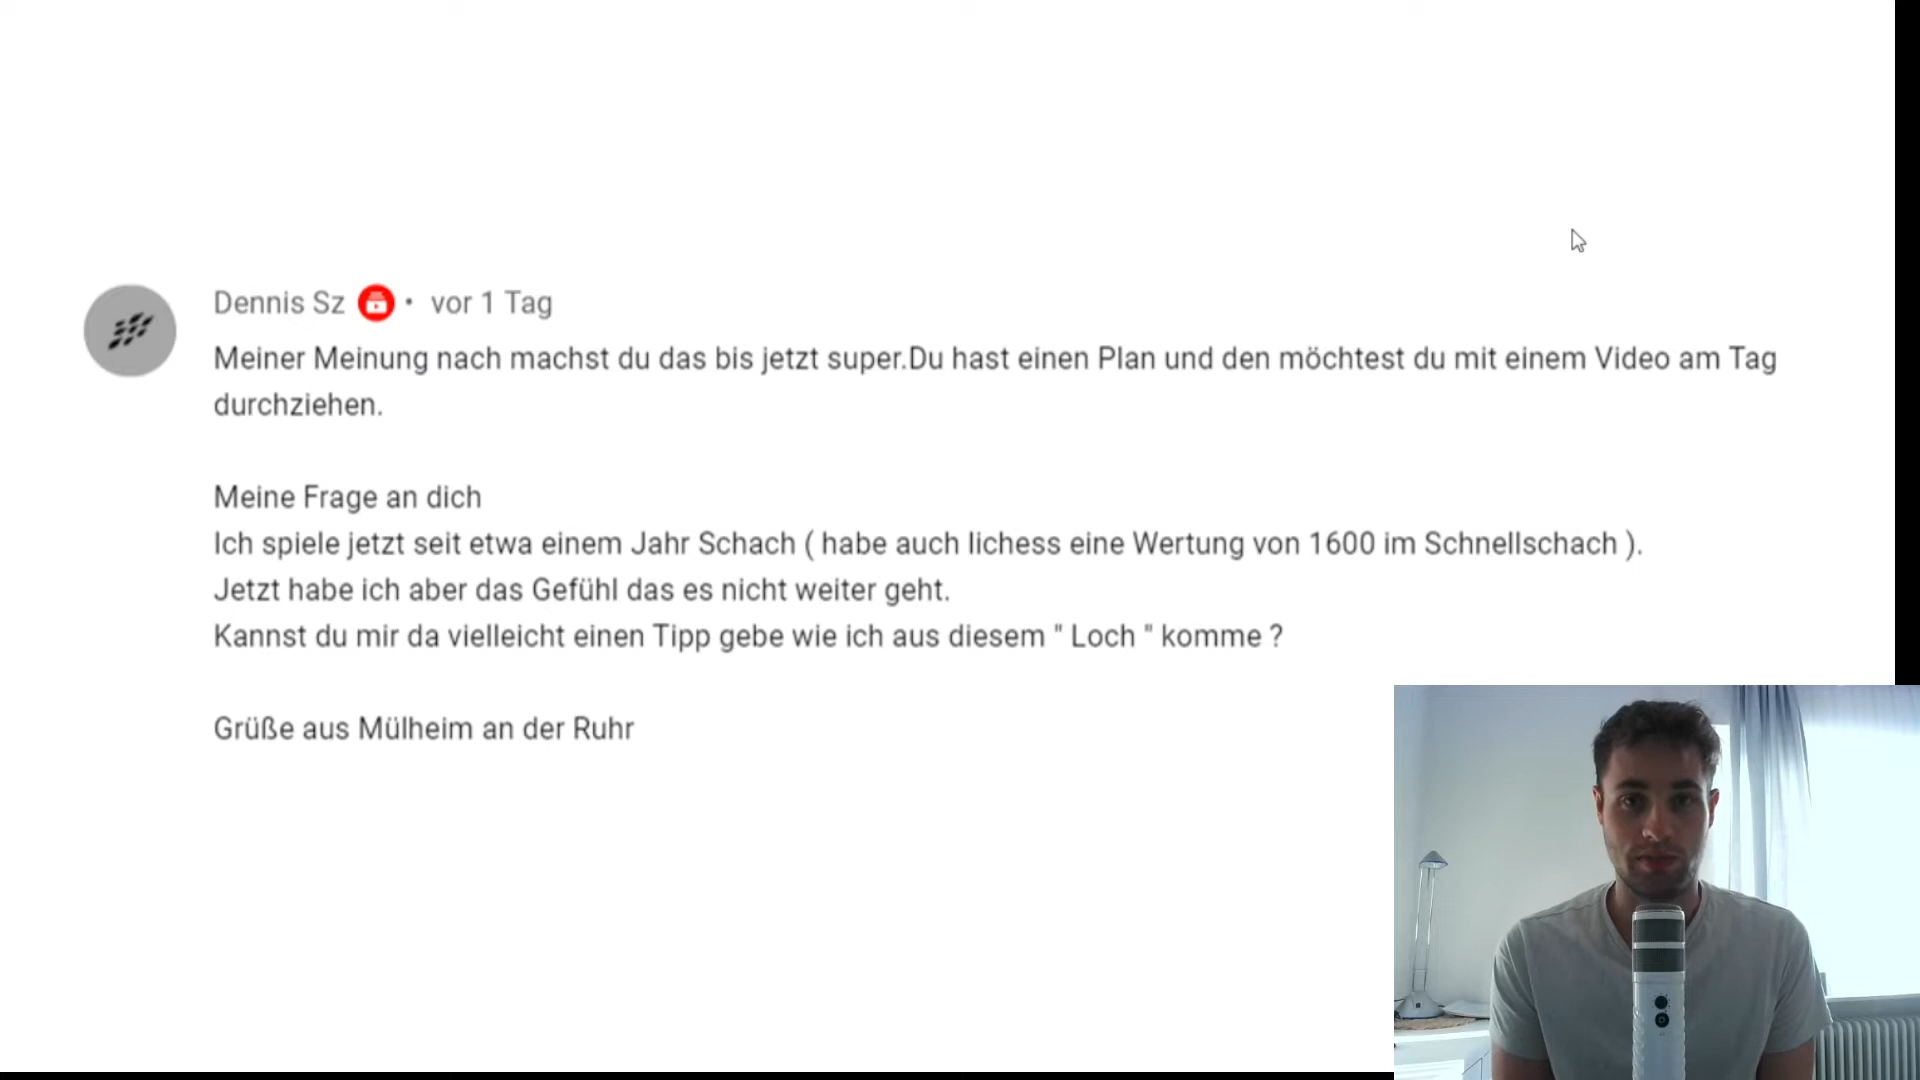 Dennis Sz • vor 1 Tag
Meiner Meinung nach machst du das bis jetzt super.Du hast einen Plan und den möchtest du mit einem Video am Tag
durchziehen.
Meine Frage an dich
Ich spiele jetzt seit etwa einem Jahr Schach ( habe auch lichess eine Wertung von 1600 im Schnellschach ).
Jetzt habe ich aber das Gefühl das es nicht weiter geht.
Kannst du mir da vielleicht einen Tipp gebe wie ich aus diesem " Loch " komme ?
Grüße aus Mülheim an der Ruhr